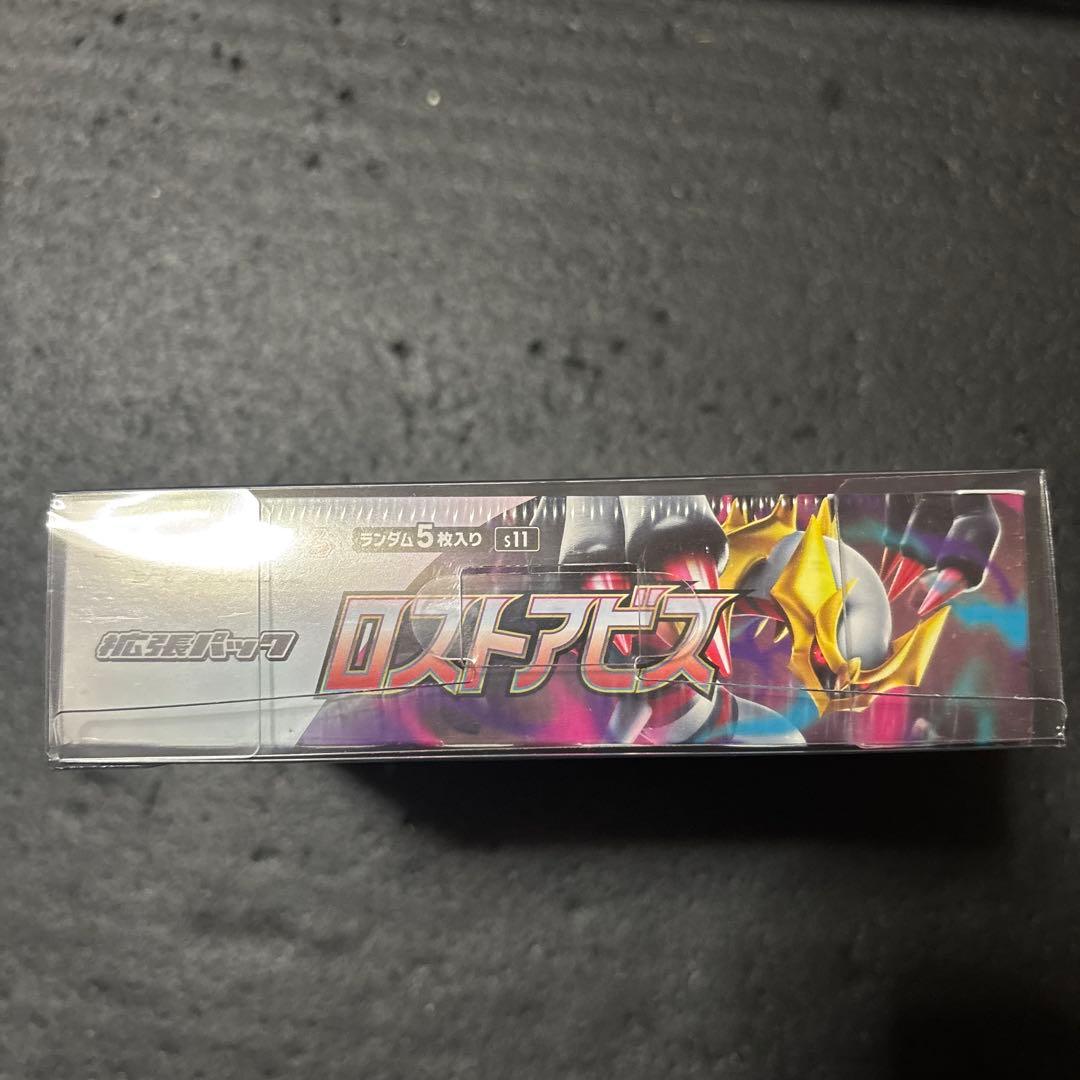 ランダム5枚入り s11
拡張パック
ロストアビス